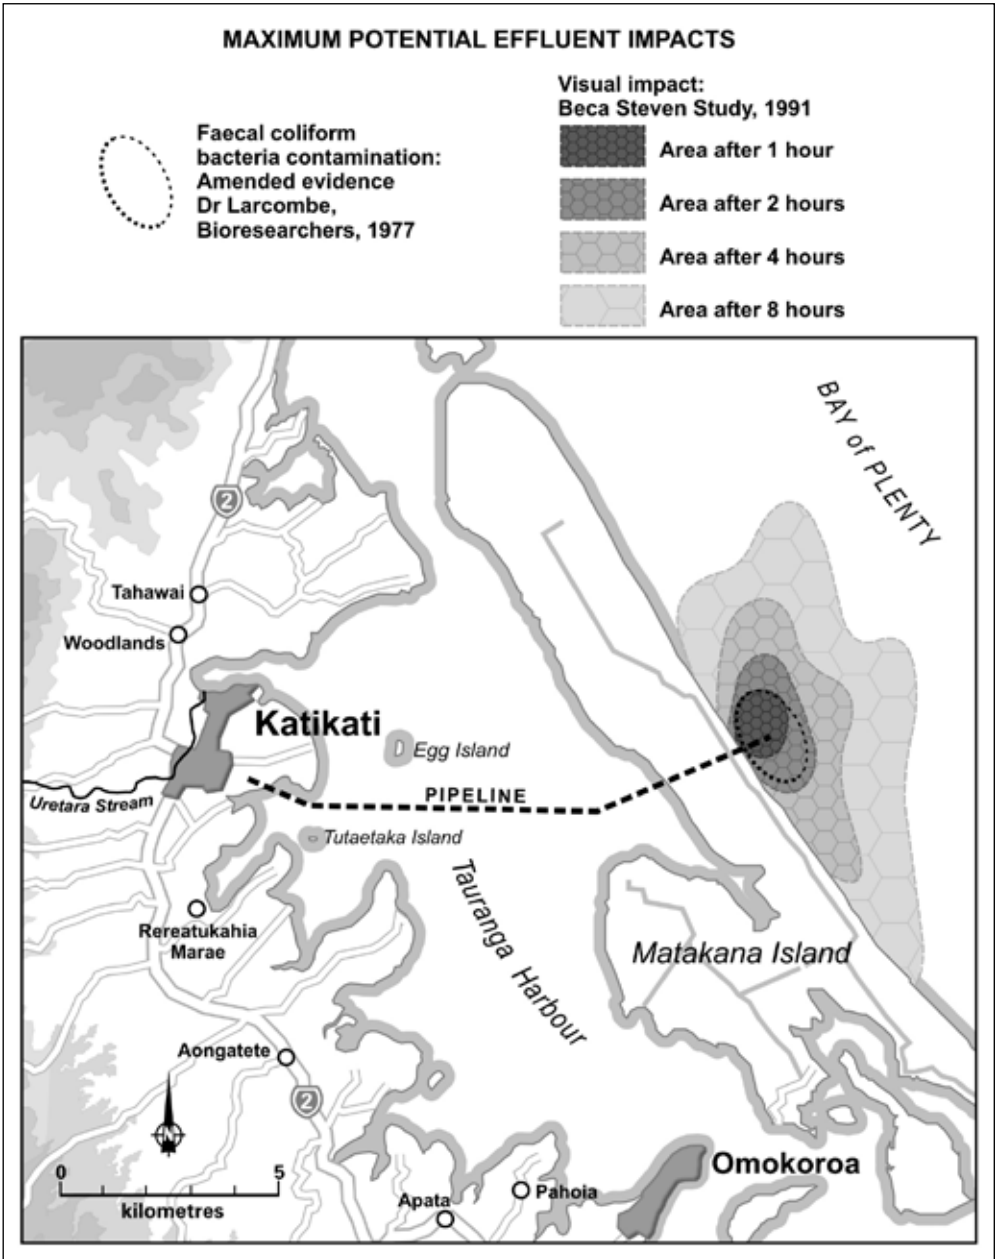 MAXIMUM POTENTIAL EFFLUENT IMPACTS
Faecal coliform
bacteria contamination:
Amended evidence
Dr Larcombe,
Bioresearchers, 1977
Visual impact:
Beca Steven Study, 1991
Area after 1 hour
Area after 2 hours
Area after 4 hours
Area after 8 hours
BAY of PLENTY
2
Tahawai
Woodlands
Katikati
Egg Island
Uretara Stream
PIPELINE
Tutaetaka Island
Tauranga Harbour
Rereatukahia
Marae
Matakana Island
Aongatete
2
N
Omokoroa
0 5
kilometres
Apata
Pahoia